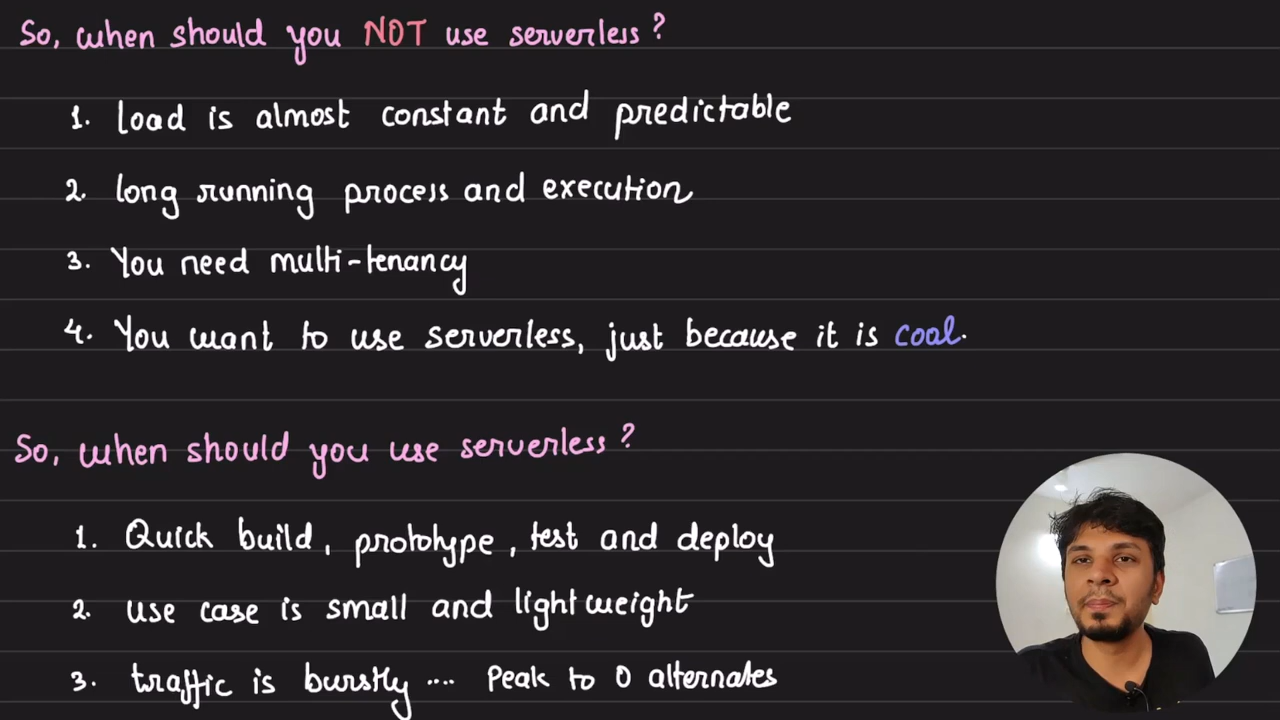 So, when should you NOT use serverless?
1. Load is almost constant and predictable
2. long running process and execution
3. You need multi-tenancy
4. You want to use serverless, just because it is cool.
So, when should you use serverless?
1. Quick build, prototype, test and deploy
2. use case is small and lightweight
3. traffic is burstly .... Peak to 0 alternates